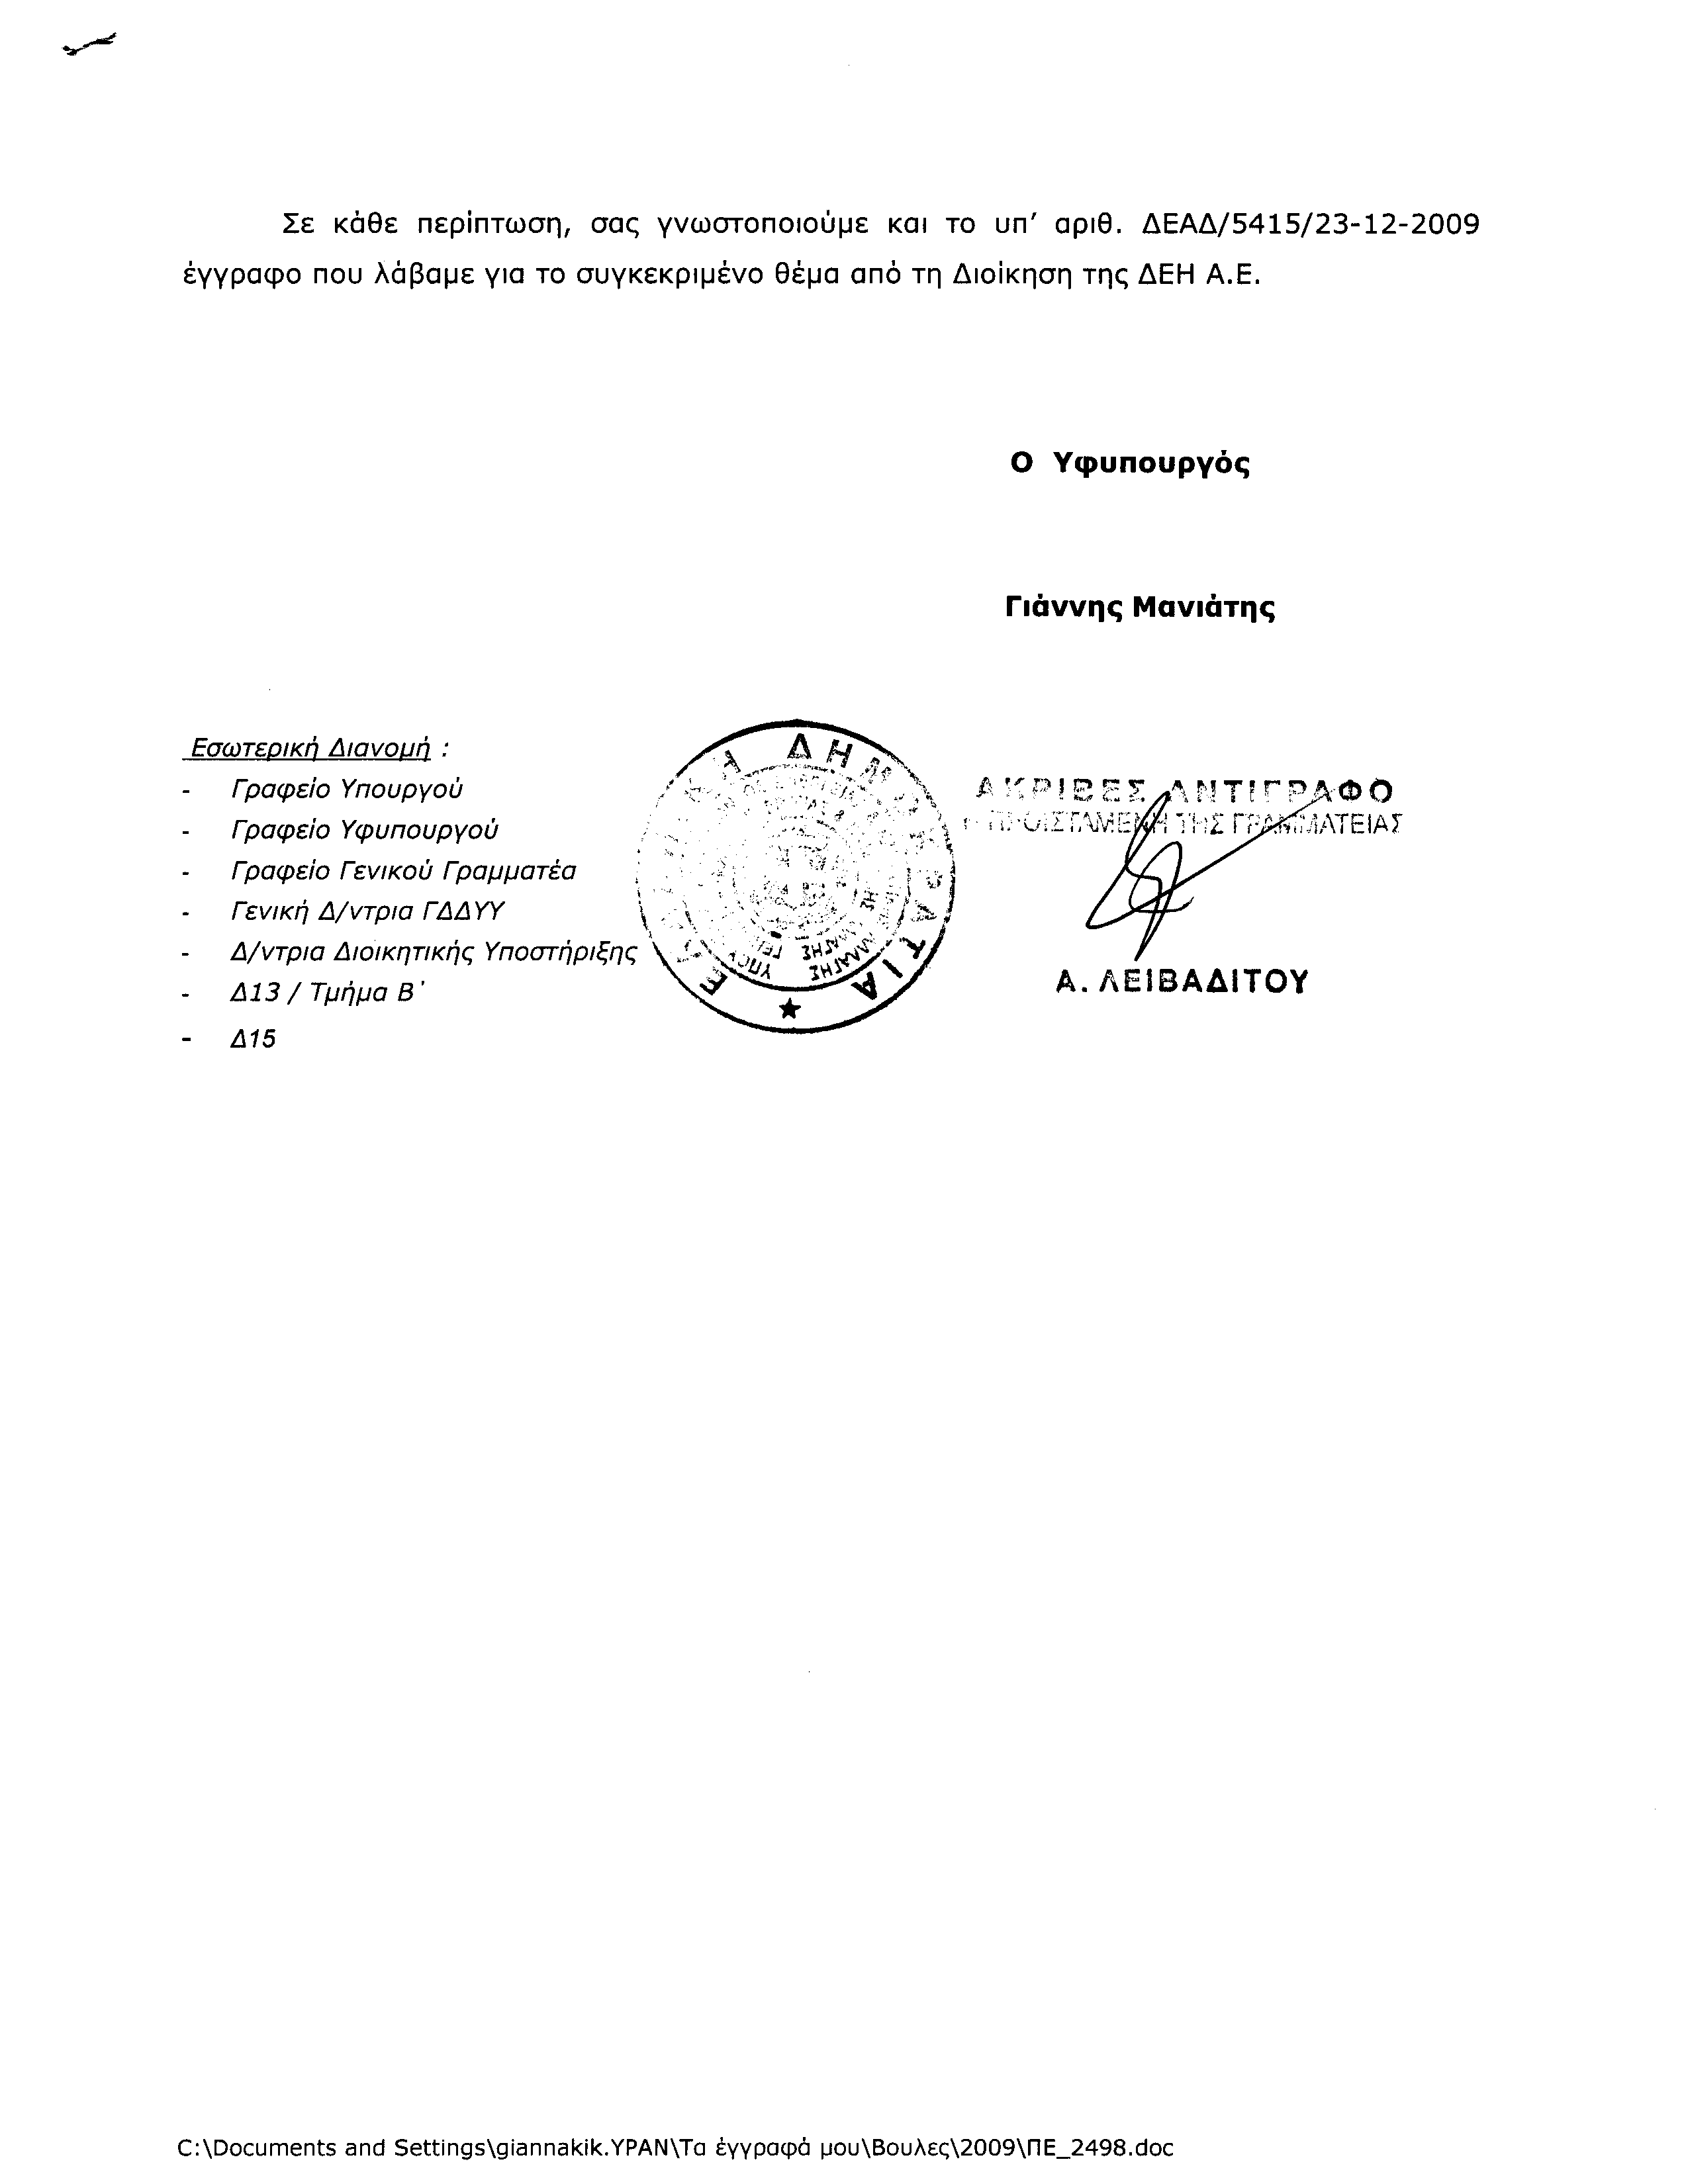 Σε κάθε περίπτωση, σας γνωστοποιούμε και το υπ' αριθ. ΔΕΑΔ/5415/23-12-2009
έγγραφο που λάβαμε για το συγκεκριμένο θέμα από τη Διοίκηση της ΔΕΗ Α.Ε.
Ο Υφυπουργός
Γιάννης Μανιάτης
Εσωτερική Διανομή :
- Γραφείο Υπουργού
- Γραφείο Υφυπουργού
- Γραφείο Γενικού Γραμματέα
- Γενική Δ/ντρια ΓΔΔΥΥ
- Δ/ντρια Διοικητικής Υποστήριξης
- Δ13 / Τμήμα Β'
- Δ15
ΕΛΛΗΝΙΚΗ ΔΗΜΟΚΡΑΤΙΑ
ΑΚΡΙΒΕΣ ΑΝΤΙΓΡΑΦΟ
ΠΡΟΙΣΤΑΜΕΝΗ ΤΗΣ ΓΡΑΜΜΑΤΕΙΑΣ
Α. ΛΕΙΒΑΔΙΤΟΥ
C:\Documents and Settings\giannakik.YPAN\Τα έγγραφά μου\Βουλες\2009\ΠΕ_2498.doc